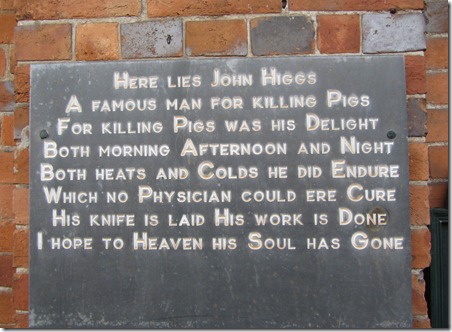 Here lies John Higgs
A famous man for killing Pigs
For killing Pigs was his Delight
Both morning Afternoon and Night
Both heats and Colds he did Endure
Which no Physician could ere Cure
His knife is laid His work is Done
I hope to Heaven his Soul has Gone